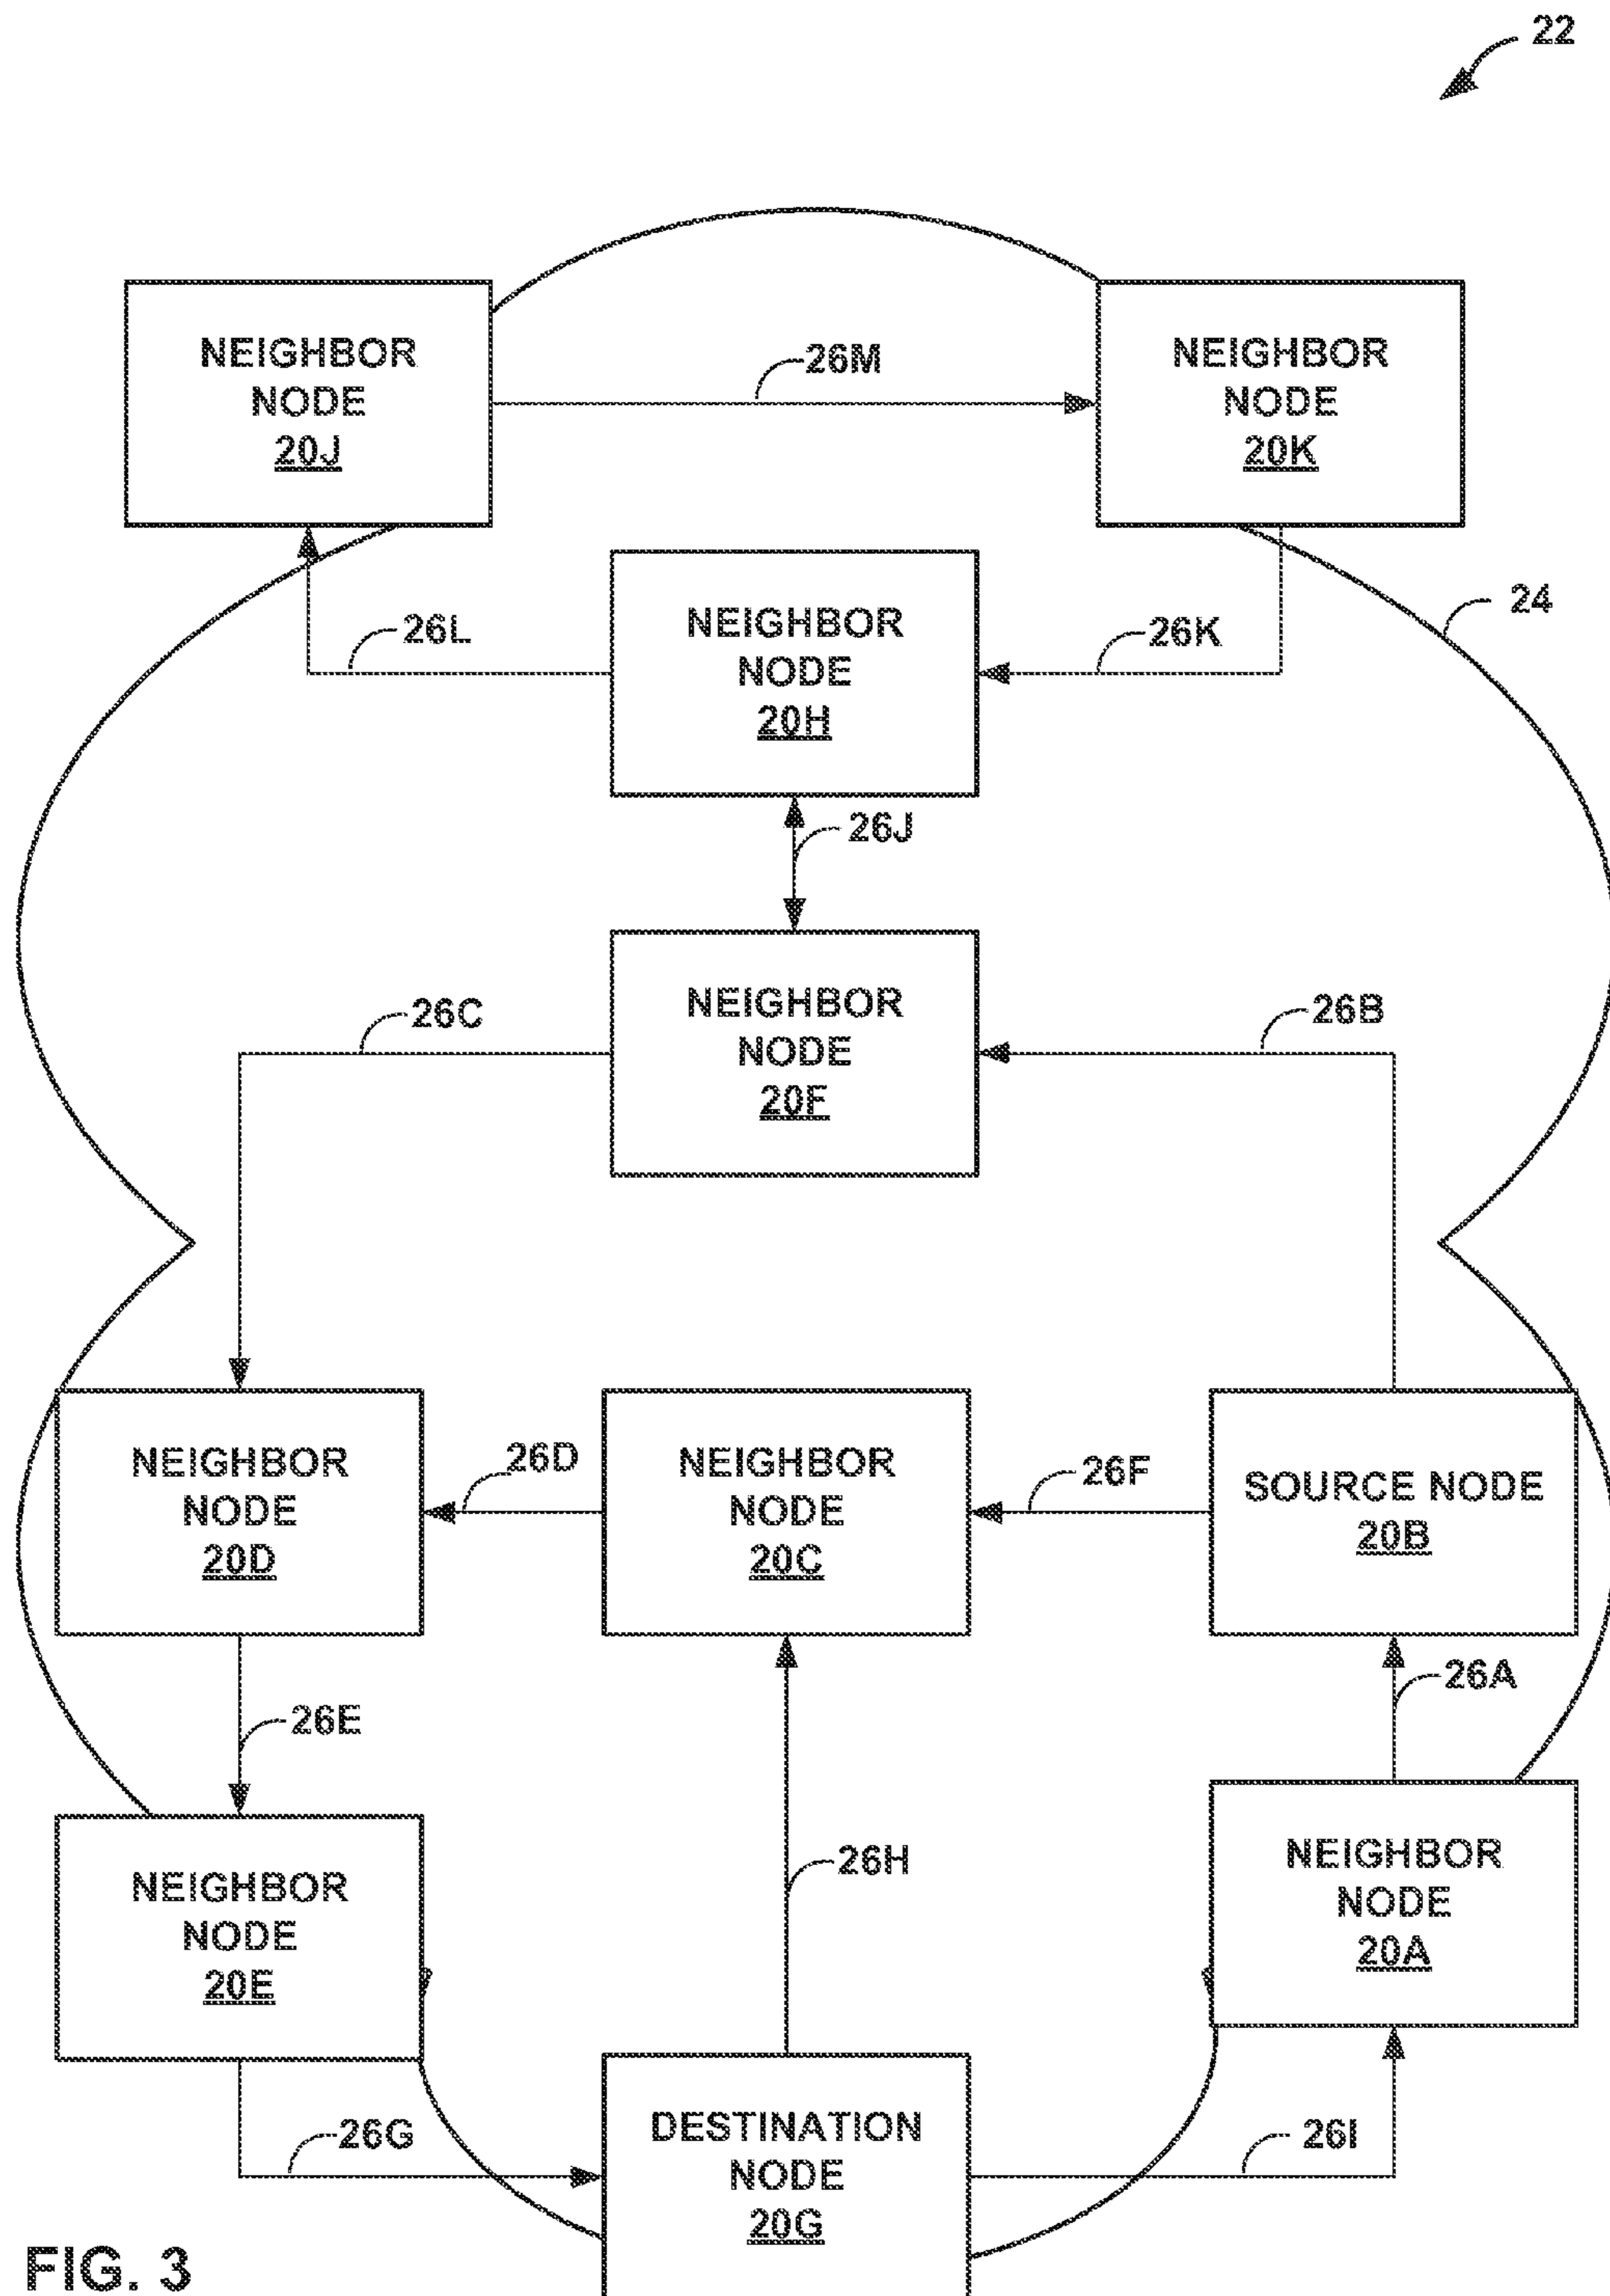 22
NEIGHBOR
NODE
20J
26M
NEIGHBOR
NODE
20K
24
26L
NEIGHBOR
NODE
20H
26K
26J
26C
NEIGHBOR
NODE
20F
26B
NEIGHBOR
NODE
20D
26D
NEIGHBOR
NODE
20C
26F
SOURCE NODE
20B
26E
26A
NEIGHBOR
NODE
20E
26H
NEIGHBOR
NODE
20A
26G
DESTINATION
NODE
20G
26I
FIG. 3